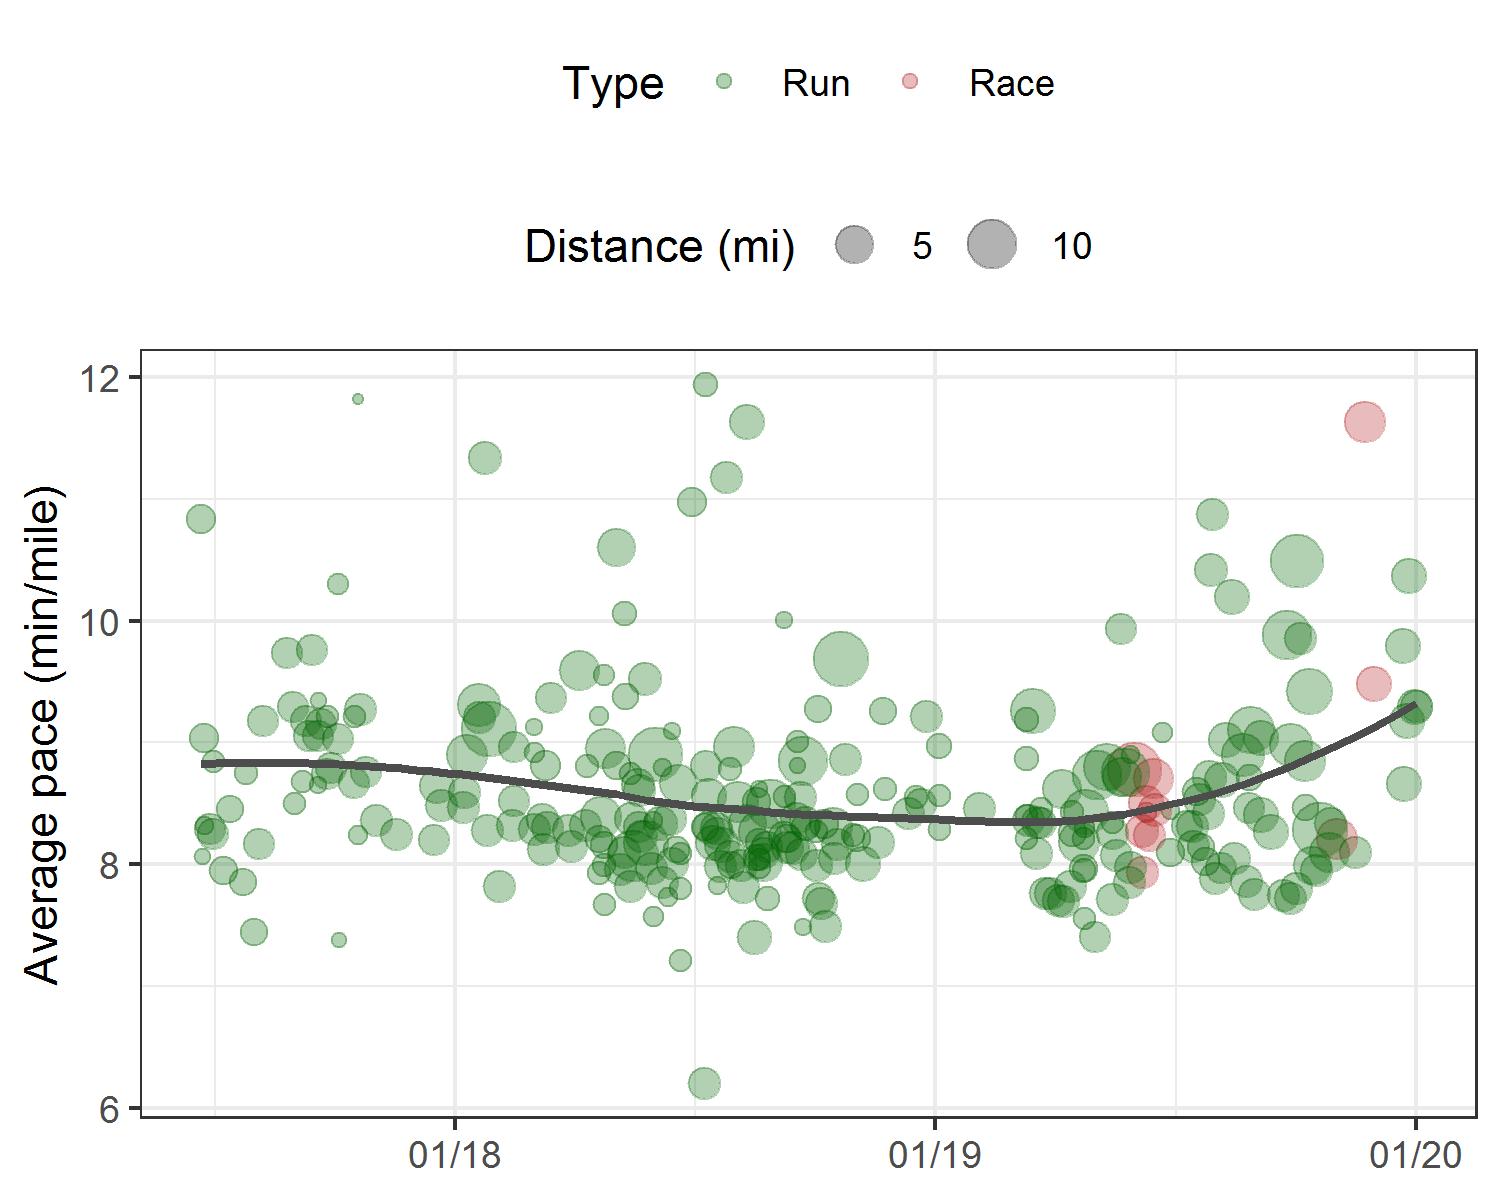 Type Run Race
Distance (mi) 5 10
Average pace (min/mile)
12
10
8
6
01/18 01/19 01/20